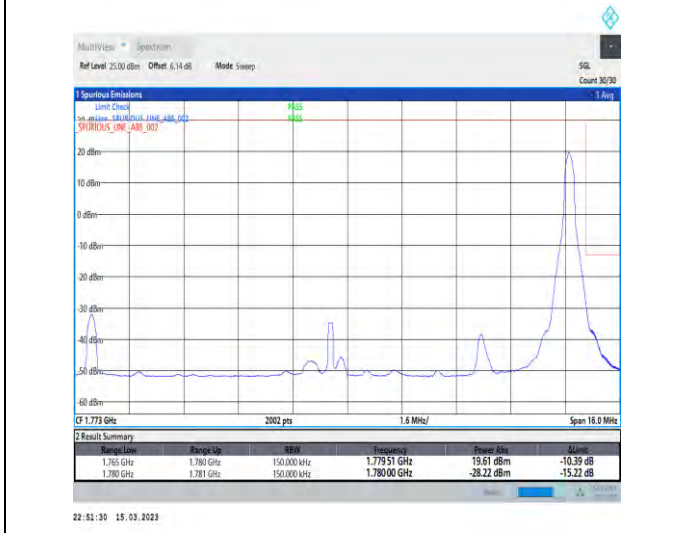 MultiView Spectrum
Ref Level 25.00 dBm Offset 6.14 dB Mode Sweep SGL
Count 30/30
1 Spurious Emissions 1 Avg
Limit Check PASS
Line _SPURIOUS_LINE_ABS_002 PASS
_SPURIOUS_LINE_ABS_002
20 dBm
10 dBm
0 dBm
-10 dBm
-20 dBm
-30 dBm
-40 dBm
-50 dBm
-60 dBm
CF 1.773 GHz 2002 pts 1.6 MHz/ Span 16.0 MHz
2 Result Summary
Range Low Range Up RBW Frequency Power Abs ΔLimit
1.765 GHz 1.780 GHz 150.000 kHz 1.779 51 GHz 19.61 dBm -10.39 dB
1.780 GHz 1.781 GHz 150.000 kHz 1.780 00 GHz -28.22 dBm -15.22 dB
22:51:30 15.03.2023